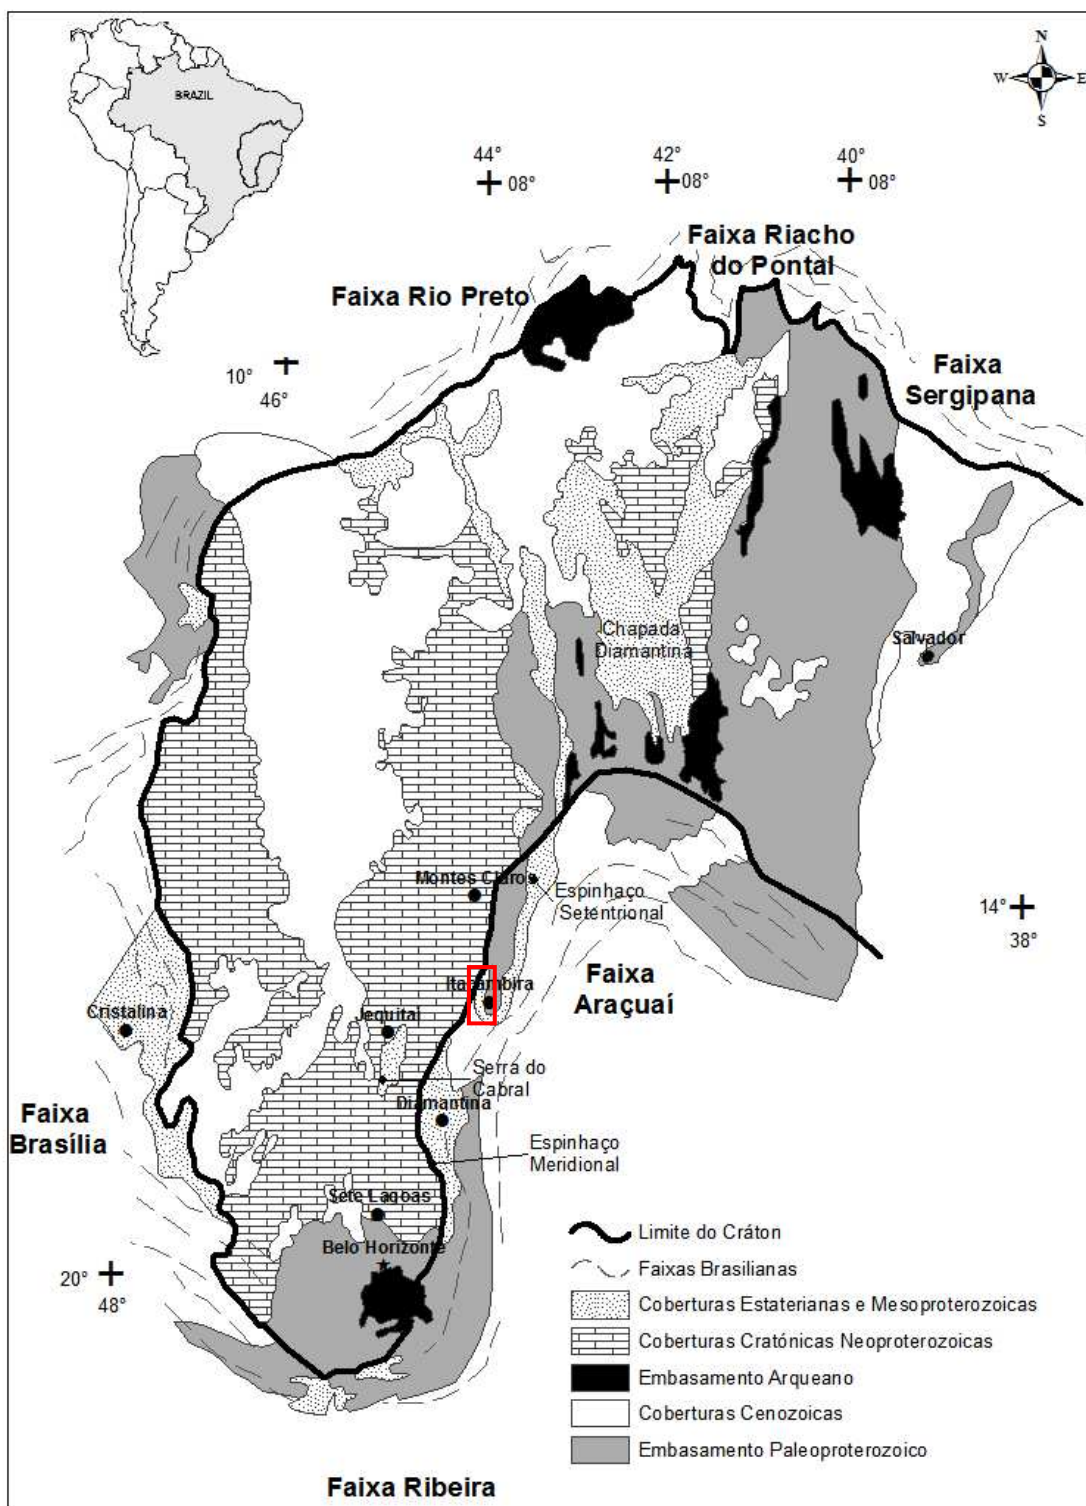 BRAZIL
N
W
E
S
44°
42°
40°
08°
08°
08°
Faixa Riacho
do Pontal
Faixa Rio Preto
10°
46°
Faixa
Sergipana
Chapada
Diamantina
Salvador
Montes Claros
Espinhaço
Setentrional
14°
38°
Itacambira
Faixa
Araçuaí
Cristalina
Jequitaí
Serra do
Cabral
Diamantina
Faixa
Brasília
Espinhaço
Meridional
Sete Lagoas
Belo Horizonte
20°
48°
Limite do Cráton
Faixas Brasilianas
Coberturas Estaterianas e Mesoproterozoicas
Coberturas Cratónicas Neoproterozoicas
Embasamento Arqueano
Coberturas Cenozoicas
Embasamento Paleoproterozoico
Faixa Ribeira